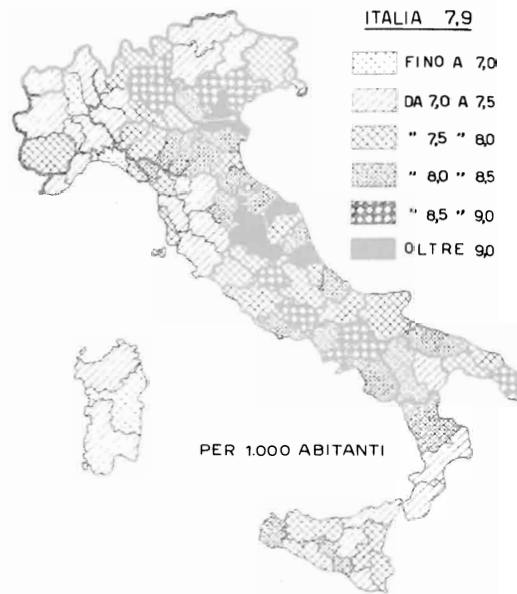 ITALIA 7,9
FINO A 7,0
DA 7,0 A 7,5
" 7,5 " 8,0
" 8,0 " 8,5
" 8,5 " 9,0
OLTRE 9,0
PER 1.000 ABITANTI